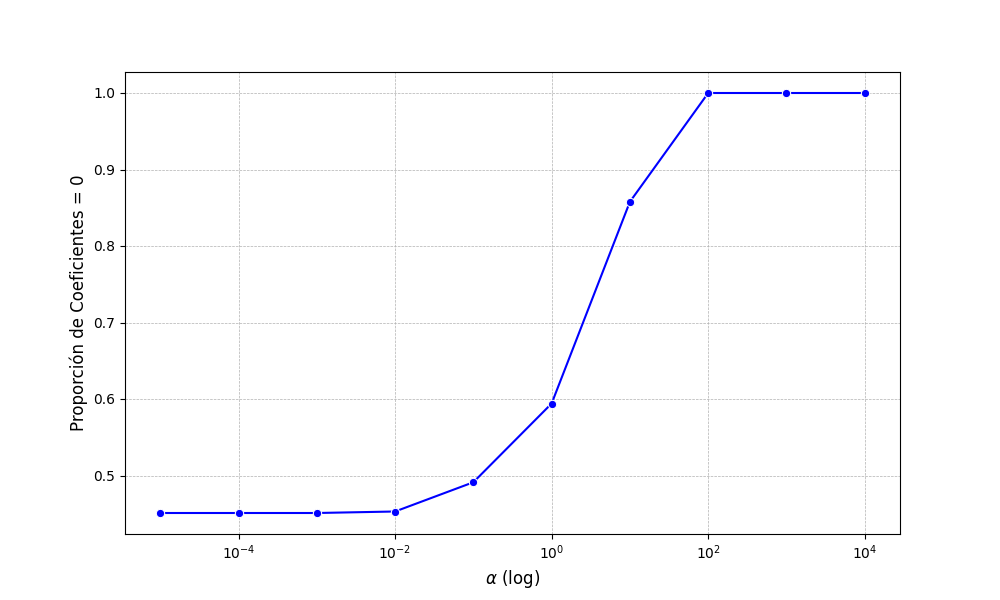 1.0
0.9
0.8
0.7
0.6
0.5
Proporción de Coeficientes = 0
10⁻⁴ 10⁻² 10⁰ 10² 10⁴
α (log)